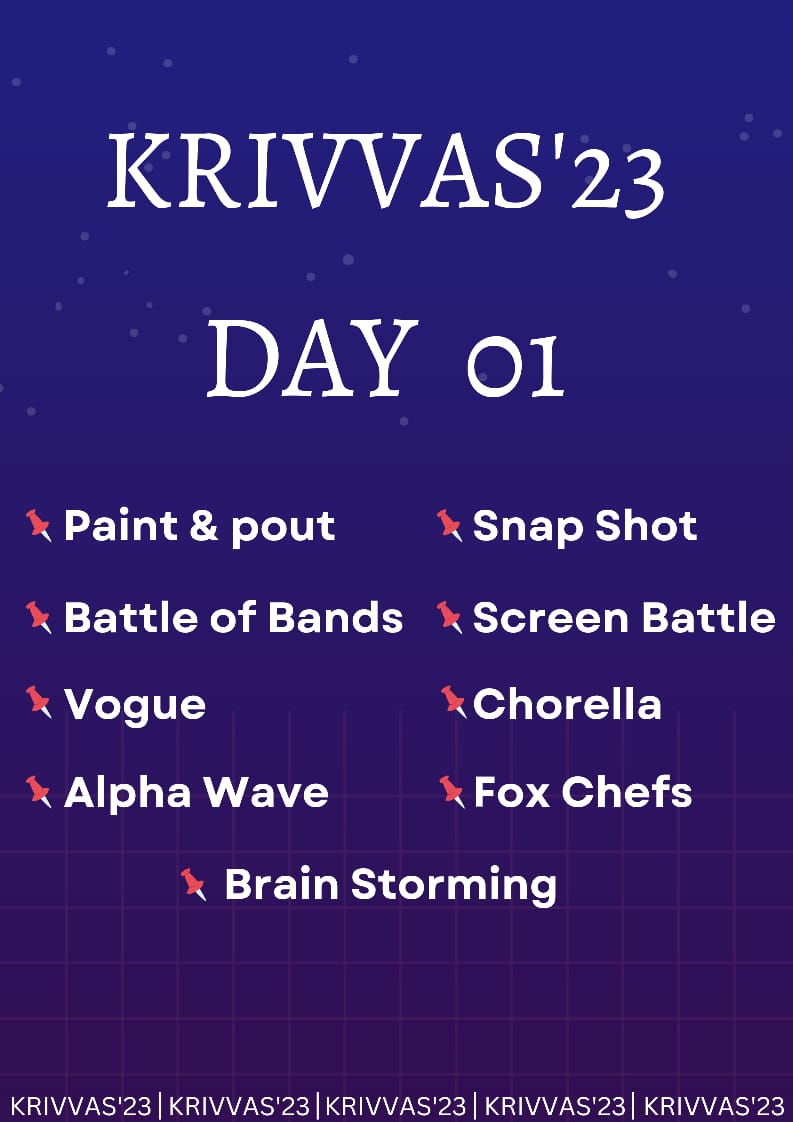 KRIVVAS'23
DAY 01
Paint & pout
Snap Shot
Battle of Bands
Screen Battle
Vogue
Chorella
Alpha Wave
Fox Chefs
Brain Storming
KRIVVAS'23| KRIVVAS'23|KRIVVAS'23| KRIVVAS'23| KRIVVAS'23